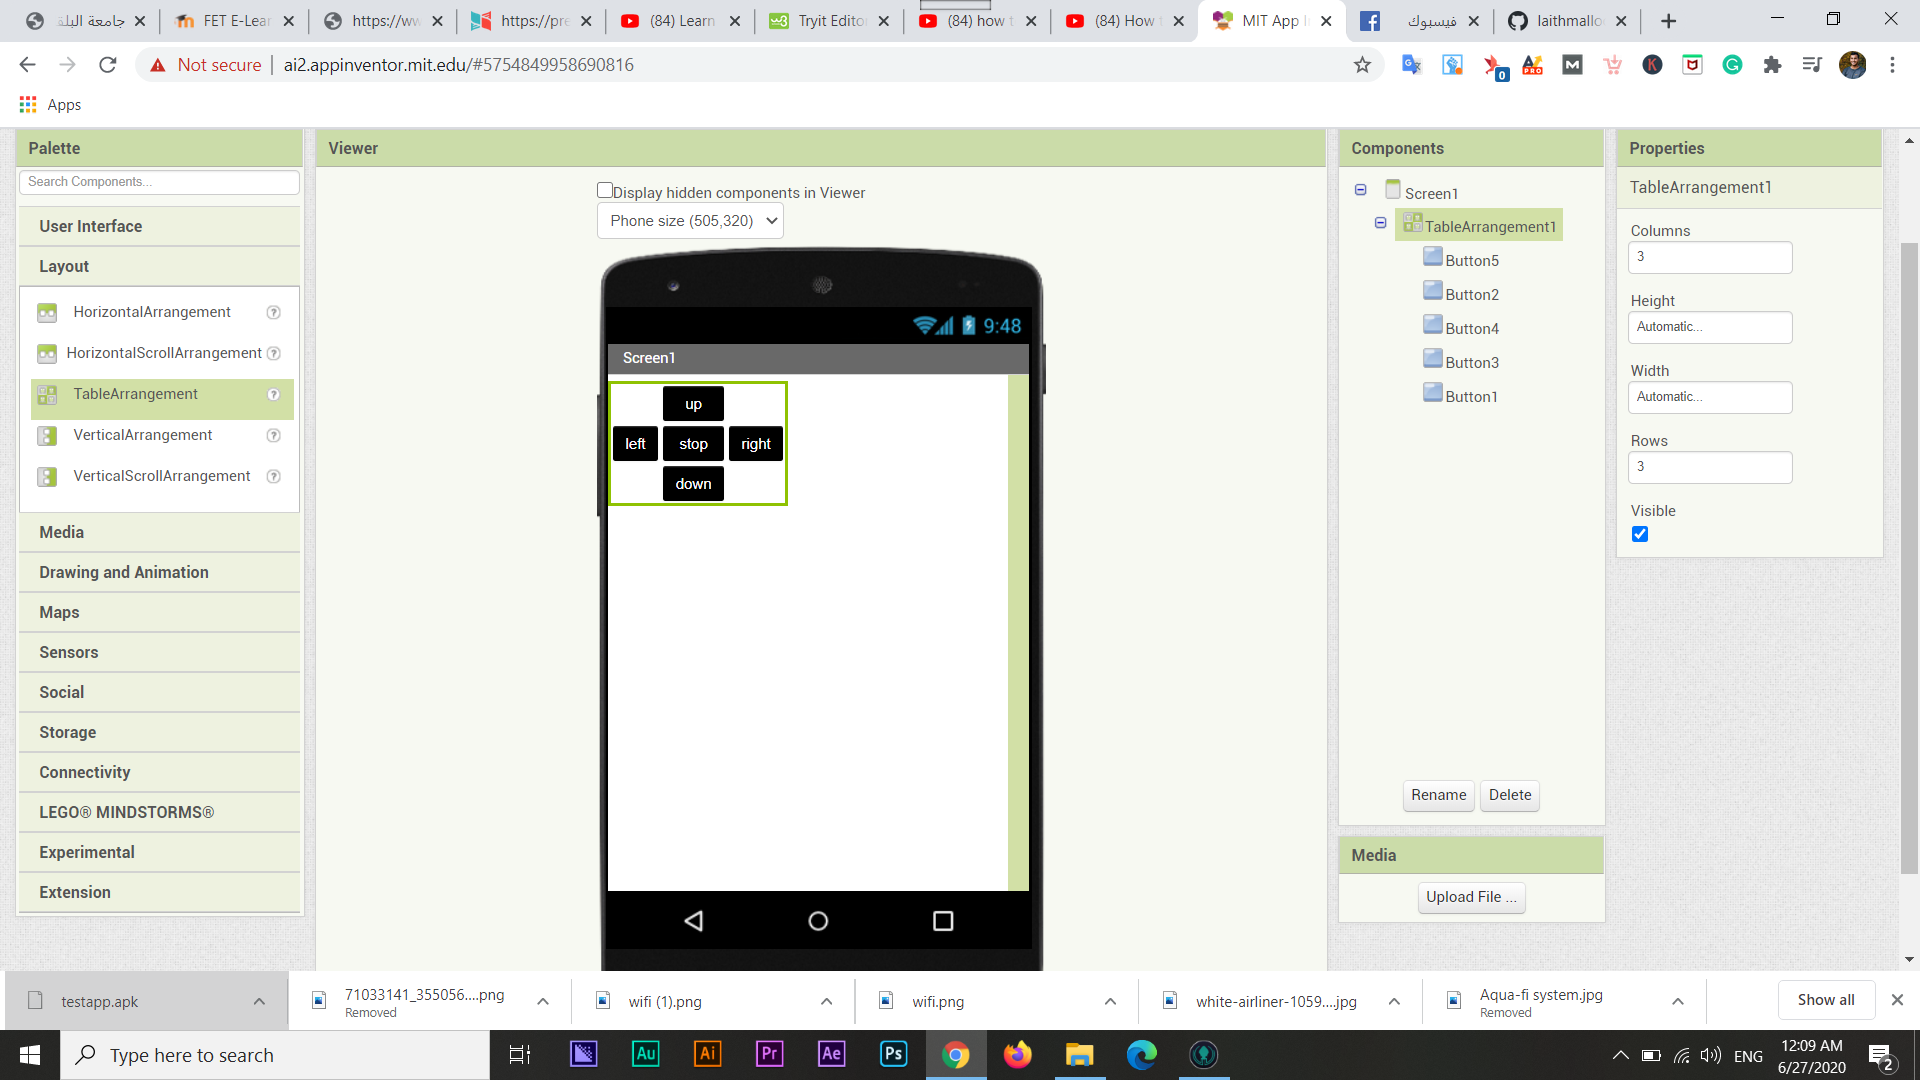 جامعة البلة
FET E-Lear
https://ww
https://pre
(84) Learn
Tryit Edito
(84) how t
(84) How t
MIT App I
فيسبوك
laithmallo
Not secure
ai2.appinventor.mit.edu/#5754849958690816
0
PRO
Apps
Palette
Search Components...
User Interface
Layout
HorizontalArrangement
HorizontalScrollArrangement
TableArrangement
VerticalArrangement
VerticalScrollArrangement
Media
Drawing and Animation
Maps
Sensors
Social
Storage
Connectivity
LEGO® MINDSTORMS®
Experimental
Extension
Viewer
Display hidden components in Viewer
Phone size (505,320)
9:48
Screen1
up
left stop right
down
Components
Screen1
TableArrangement1
Button5
Button2
Button4
Button3
Button1
Rename Delete
Media
Upload File ...
Properties
TableArrangement1
Columns
3
Height
Automatic...
Width
Automatic...
Rows
3
Visible
testapp.apk
71033141_355056....png
Removed
wifi (1).png
wifi.png
white-airliner-1059....jpg
Aqua-fi system.jpg
Removed
Show all
Type here to search
Au
Ai
Pr
Ae
Ps
ENG
12:09 AM
6/27/2020
2